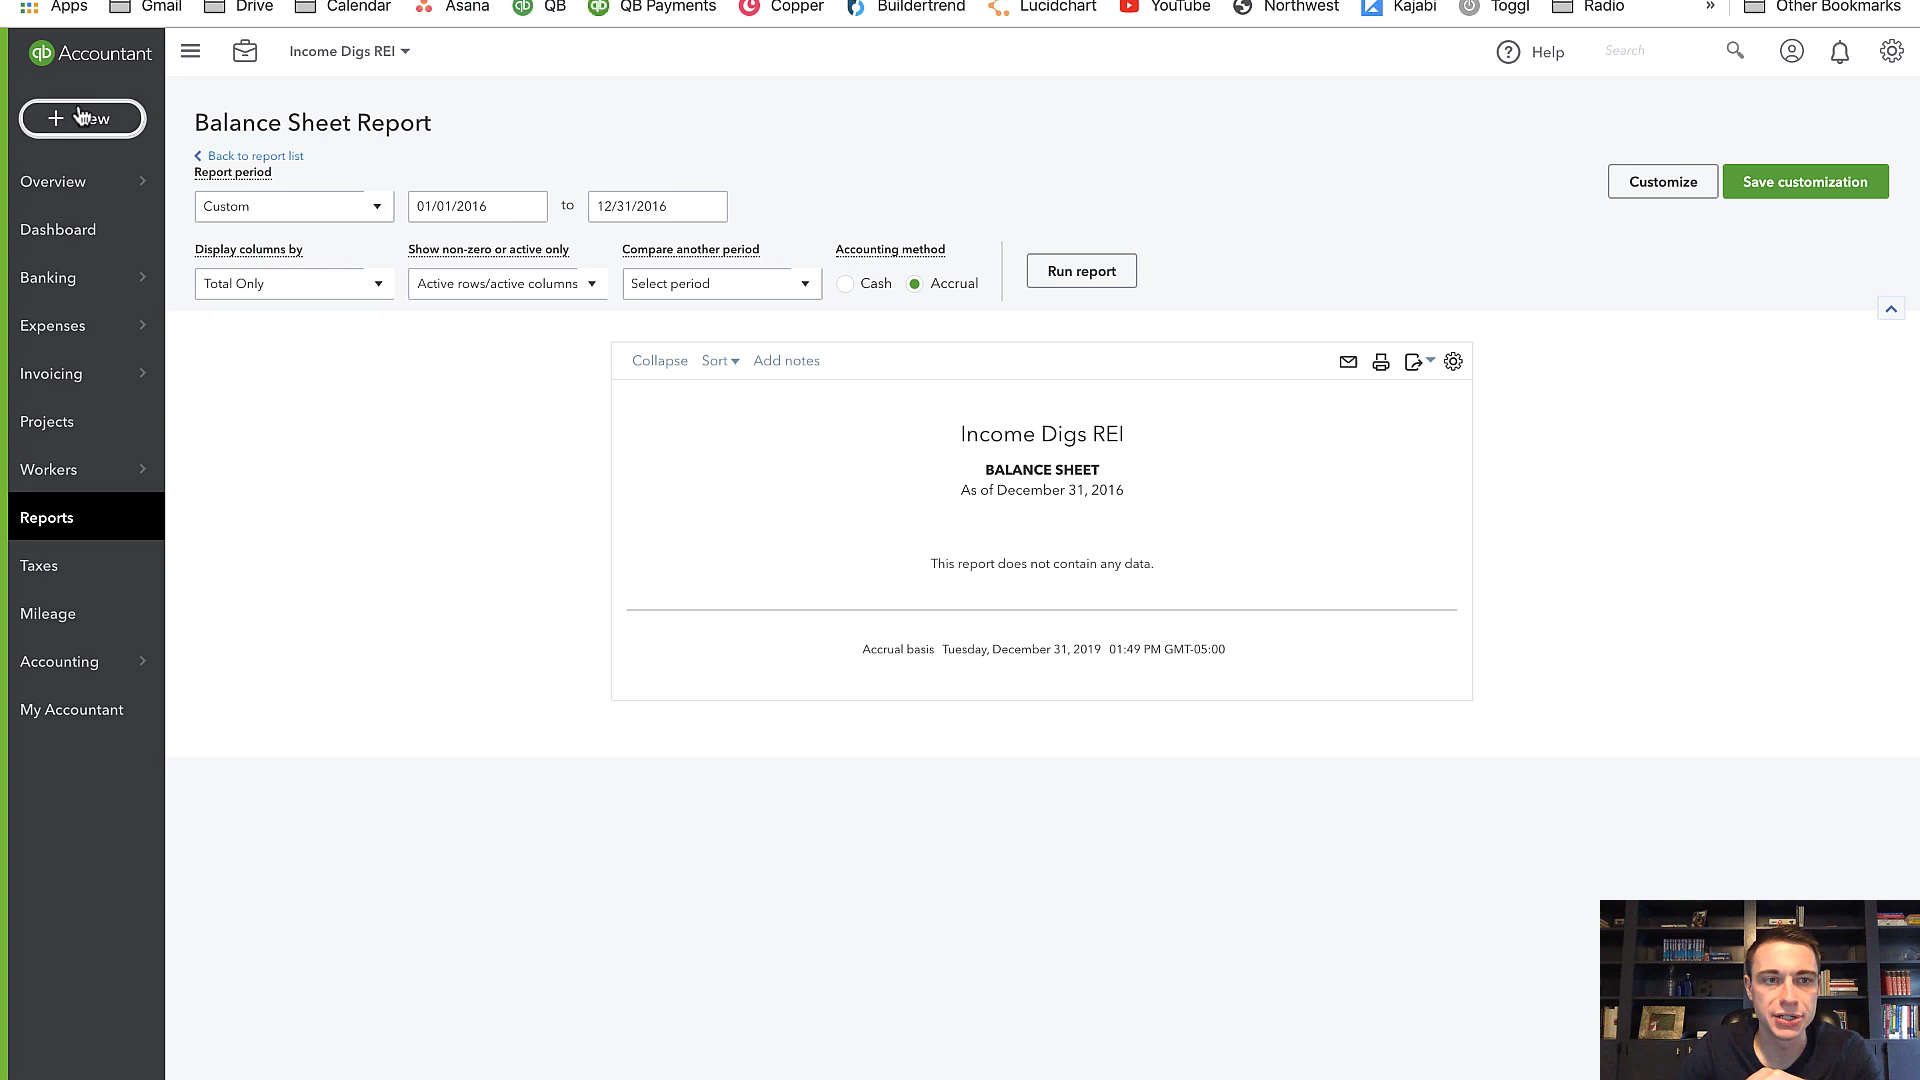 Apps Gmail Drive Calendar Asana QB QB Payments Copper Buildertrend Lucidchart YouTube Northwest Kajabi Toggl Radio » Other Bookmarks
qb Accountant
Income Digs REI
Help
Search
+
Balance Sheet Report
Back to report list
Report period
Custom
01/01/2016
to
12/31/2016
Customize
Save customization
Display columns by
Show non-zero or active only
Compare another period
Accounting method
Total Only
Active rows/active columns
Select period
Cash
Accrual
Run report
Overview
Dashboard
Banking
Expenses
Invoicing
Projects
Workers
Reports
Taxes
Mileage
Accounting
My Accountant
Collapse Sort Add notes
Income Digs REI
BALANCE SHEET
As of December 31, 2016
This report does not contain any data.
Accrual basis Tuesday, December 31, 2019 01:49 PM GMT-05:00